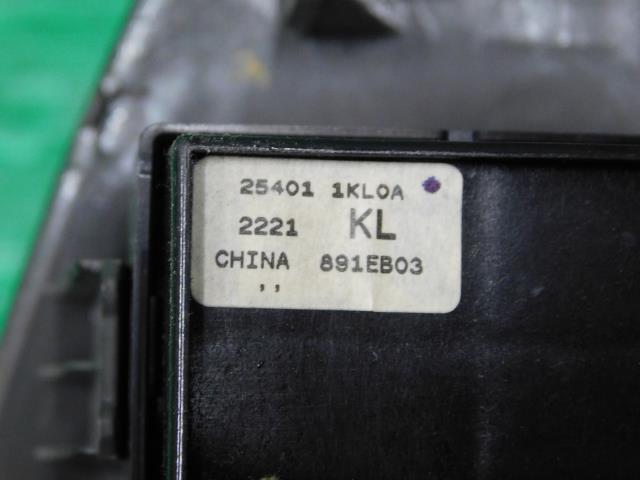 25401 1KL0A
2221 KL
CHINA 891EB03
,,